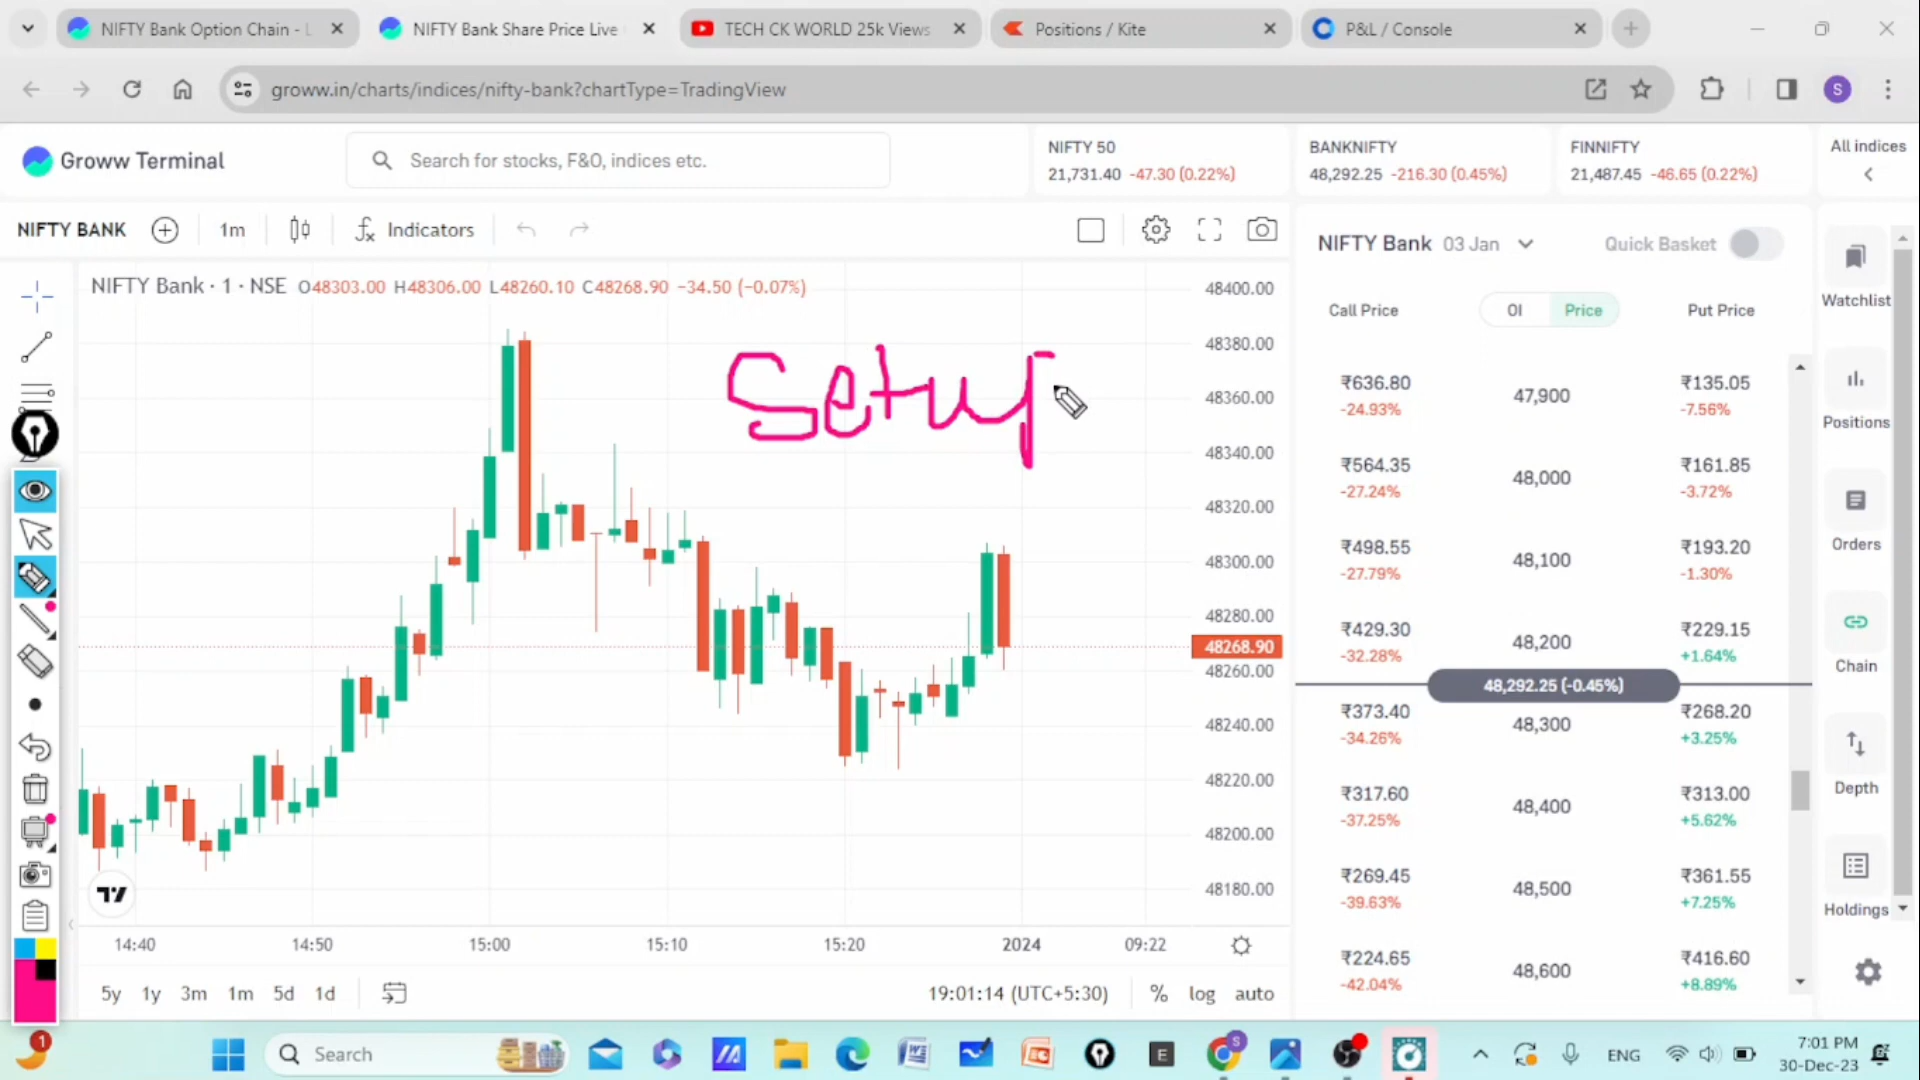 NIFTY Bank Option Chain - L
NIFTY Bank Share Price Live
TECH CK WORLD 25k Views
Positions / Kite
P&L / Console
groww.in/charts/indices/nifty-bank?chartType=TradingView
S
Groww Terminal
Search for stocks, F&O, indices etc.
NIFTY 50
21,731.40 -47.30 (0.22%)
BANKNIFTY
48,292.25 -216.30 (0.45%)
FINNIFTY
21,487.45 -46.65 (0.22%)
All indices
NIFTY BANK
1m
Indicators
NIFTY Bank · 1 · NSE O48303.00 H48306.00 L48260.10 C48268.90 −34.50 (−0.07%)
Setup
48400.00
48380.00
48360.00
48340.00
48320.00
48300.00
48280.00
48268.90
48260.00
48240.00
48220.00
48200.00
48180.00
14:40 14:50 15:00 15:10 15:20 2024 09:22
5y 1y 3m 1m 5d 1d
19:01:14 (UTC+5:30) % log auto
NIFTY Bank 03 Jan
Quick Basket
Call Price OI Price Put Price
₹636.80 47,900 ₹135.05
-24.93% -7.56%
₹564.35 48,000 ₹161.85
-27.24% -3.72%
₹498.55 48,100 ₹193.20
-27.79% -1.30%
₹429.30 48,200 ₹229.15
-32.28% +1.64%
48,292.25 (-0.45%)
₹373.40 48,300 ₹268.20
-34.26% +3.25%
₹317.60 48,400 ₹313.00
-37.25% +5.62%
₹269.45 48,500 ₹361.55
-39.63% +7.25%
₹224.65 48,600 ₹416.60
-42.04% +8.89%
Watchlist
Positions
Orders
Chain
Depth
Holdings
1
Search
E
S
ENG
7:01 PM
30-Dec-23